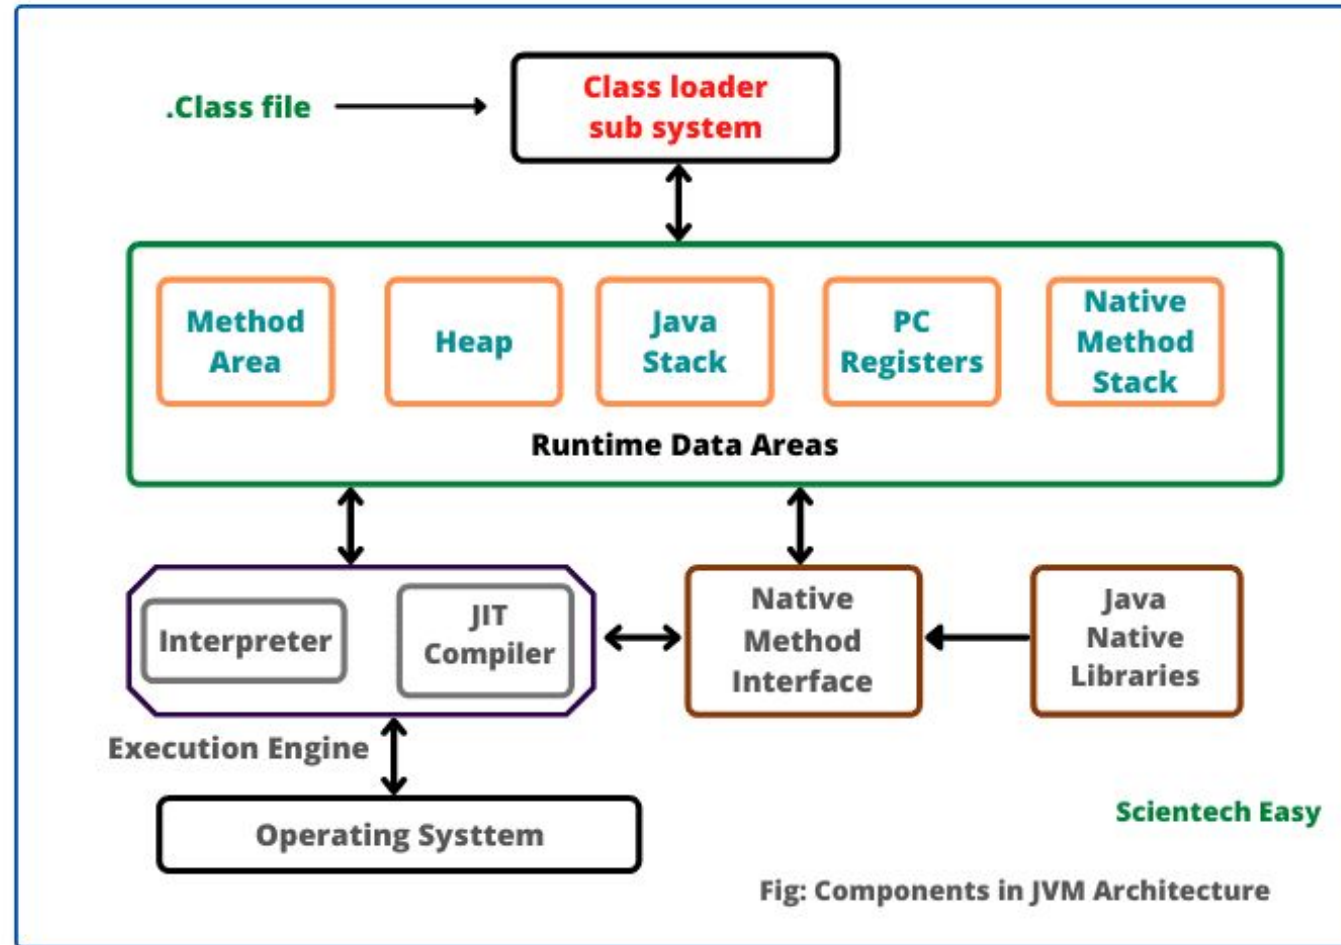 .Class file
Class loader
sub system
Method
Area
Heap
Java
Stack
PC
Registers
Native
Method
Stack
Runtime Data Areas
Interpreter
JIT
Compiler
Native
Method
Interface
Java
Native
Libraries
Execution Engine
Operating Systtem
Scientech Easy
Fig: Components in JVM Architecture